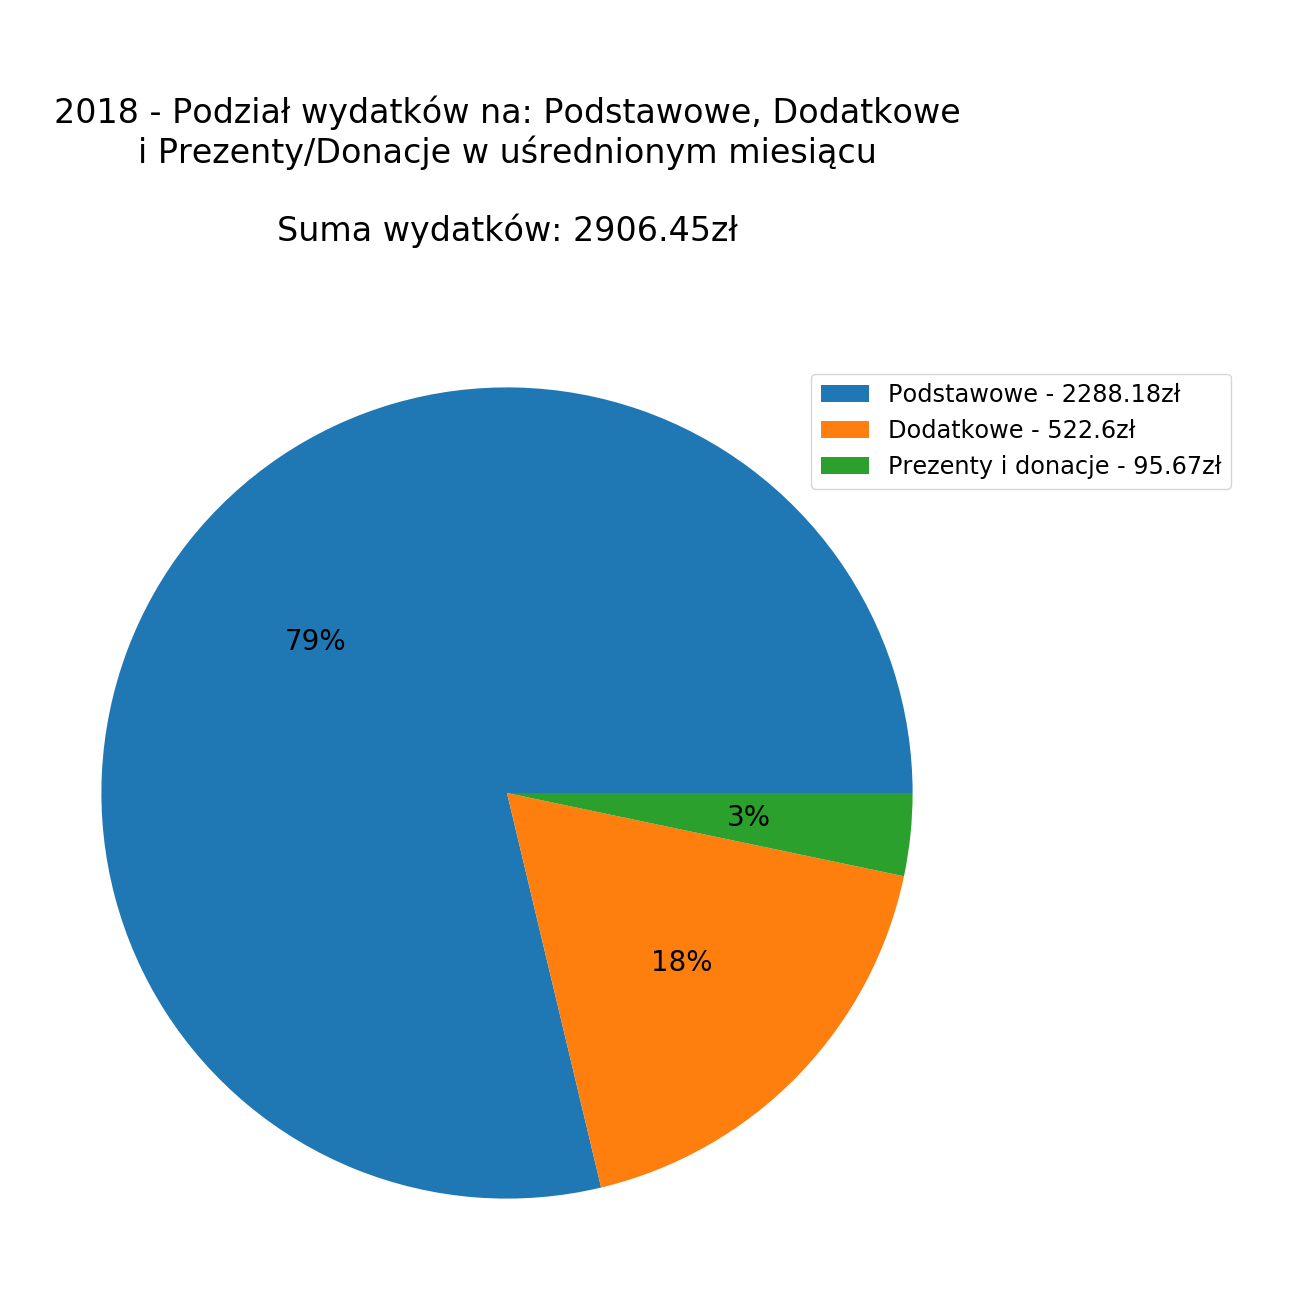 2018 - Podział wydatków na: Podstawowe, Dodatkowe
i Prezenty/Donacje w uśrednionym miesiącu
Suma wydatków: 2906.45zł
Podstawowe - 2288.18zł
Dodatkowe - 522.6zł
Prezenty i donacje - 95.67zł
79%
3%
18%